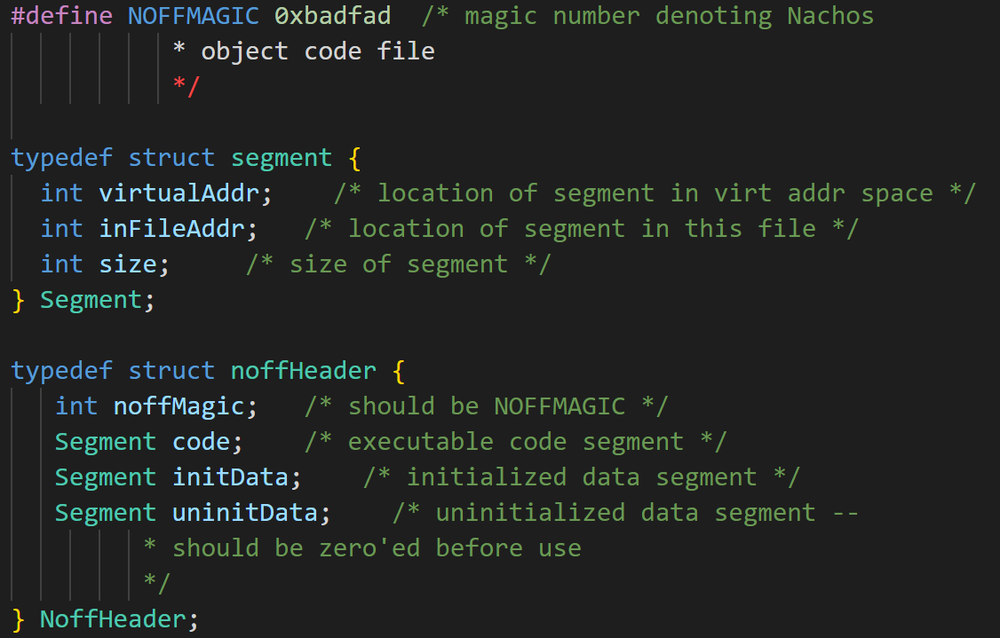 #define NOFFMAGIC 0xbadfad /* magic number denoting Nachos
* object code file
*/
typedef struct segment {
int virtualAddr; /* location of segment in virt addr space */
int inFileAddr; /* location of segment in this file */
int size; /* size of segment */
} Segment;
typedef struct noffHeader {
int noffMagic; /* should be NOFFMAGIC */
Segment code; /* executable code segment */
Segment initData; /* initialized data segment */
Segment uninitData; /* uninitialized data segment --
* should be zero'ed before use
*/
} NoffHeader;